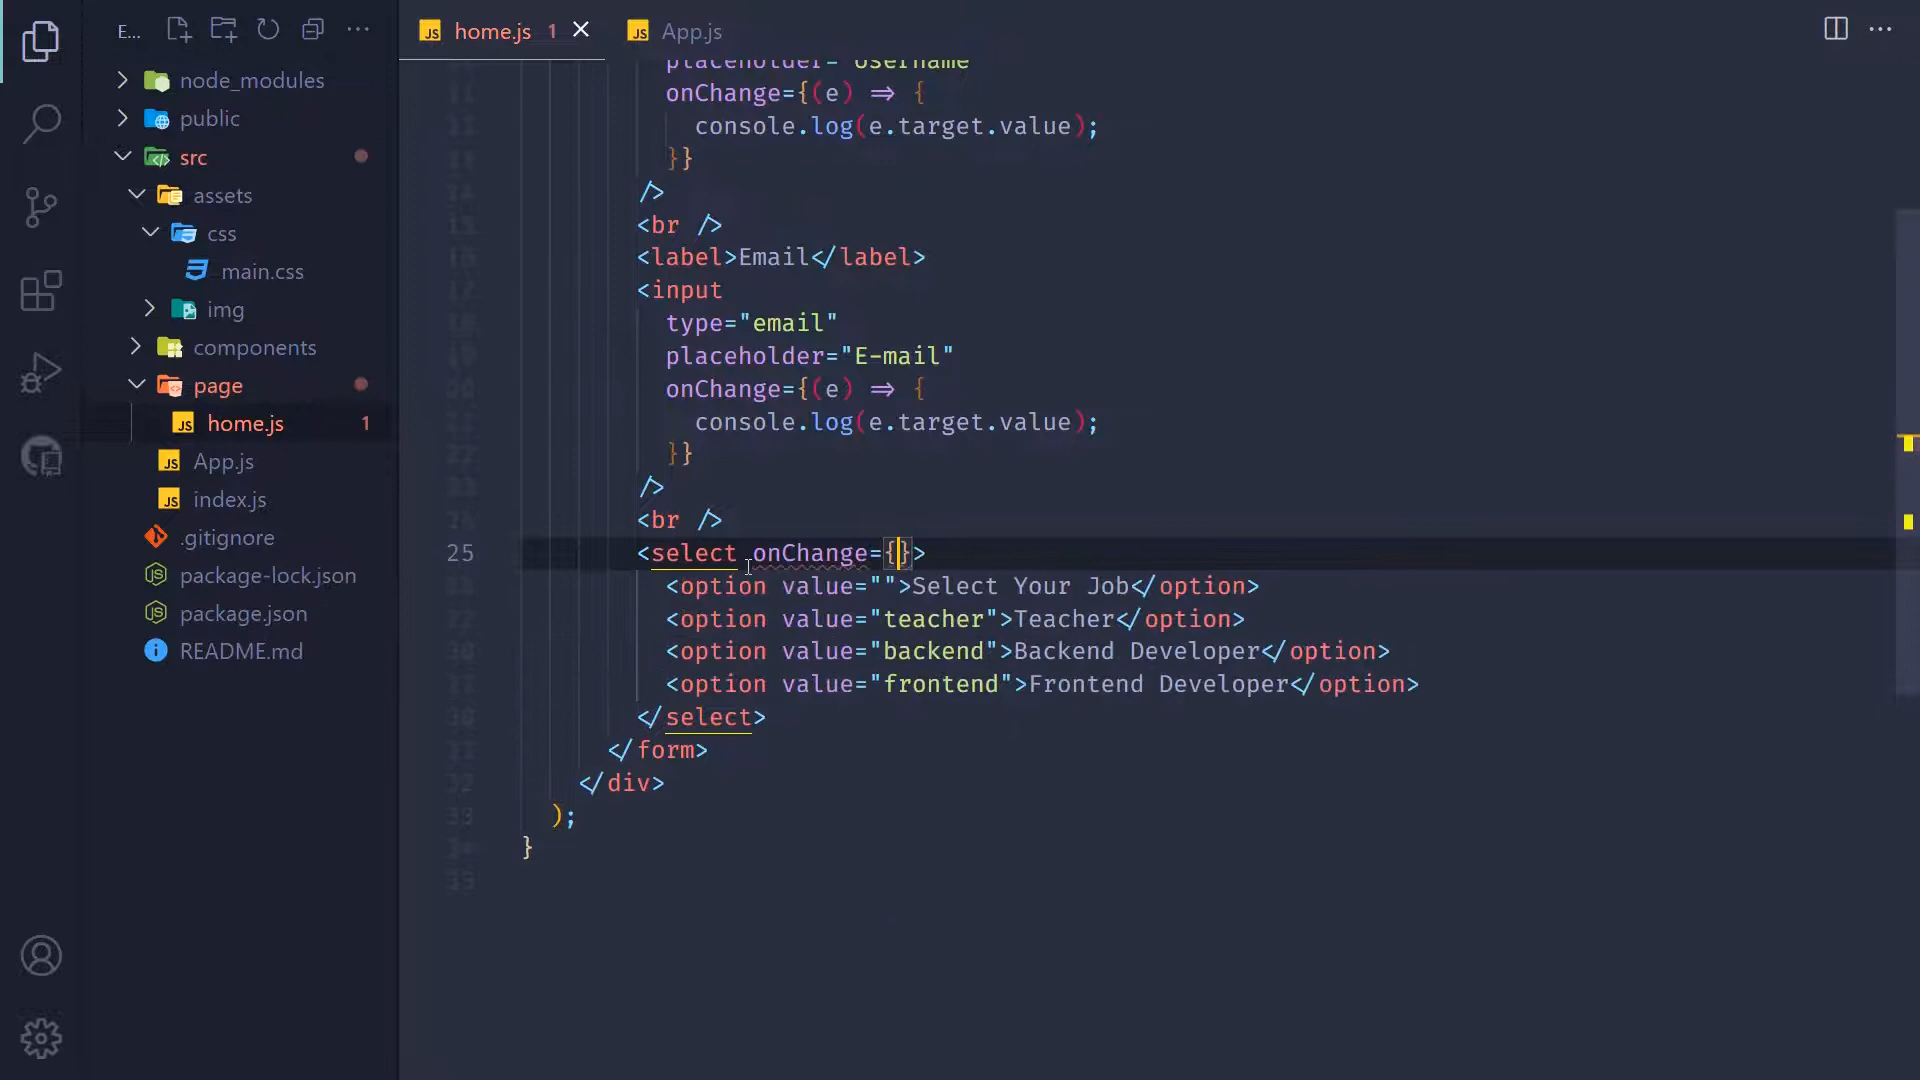 E...
home.js 1
App.js
node_modules
public
src
assets
css
main.css
img
components
page
home.js 1
App.js
index.js
.gitignore
package-lock.json
package.json
README.md
placeholder="Username
onChange={(e) => {
console.log(e.target.value);
}}
/>
<br />
<label>Email</label>
<input
type="email"
placeholder="E-mail"
onChange={(e) => {
console.log(e.target.value);
}}
/>
<br />
25 <select onChange={}>
<option value="">Select Your Job</option>
<option value="teacher">Teacher</option>
<option value="backend">Backend Developer</option>
<option value="frontend">Frontend Developer</option>
</select>
</form>
</div>
);
}